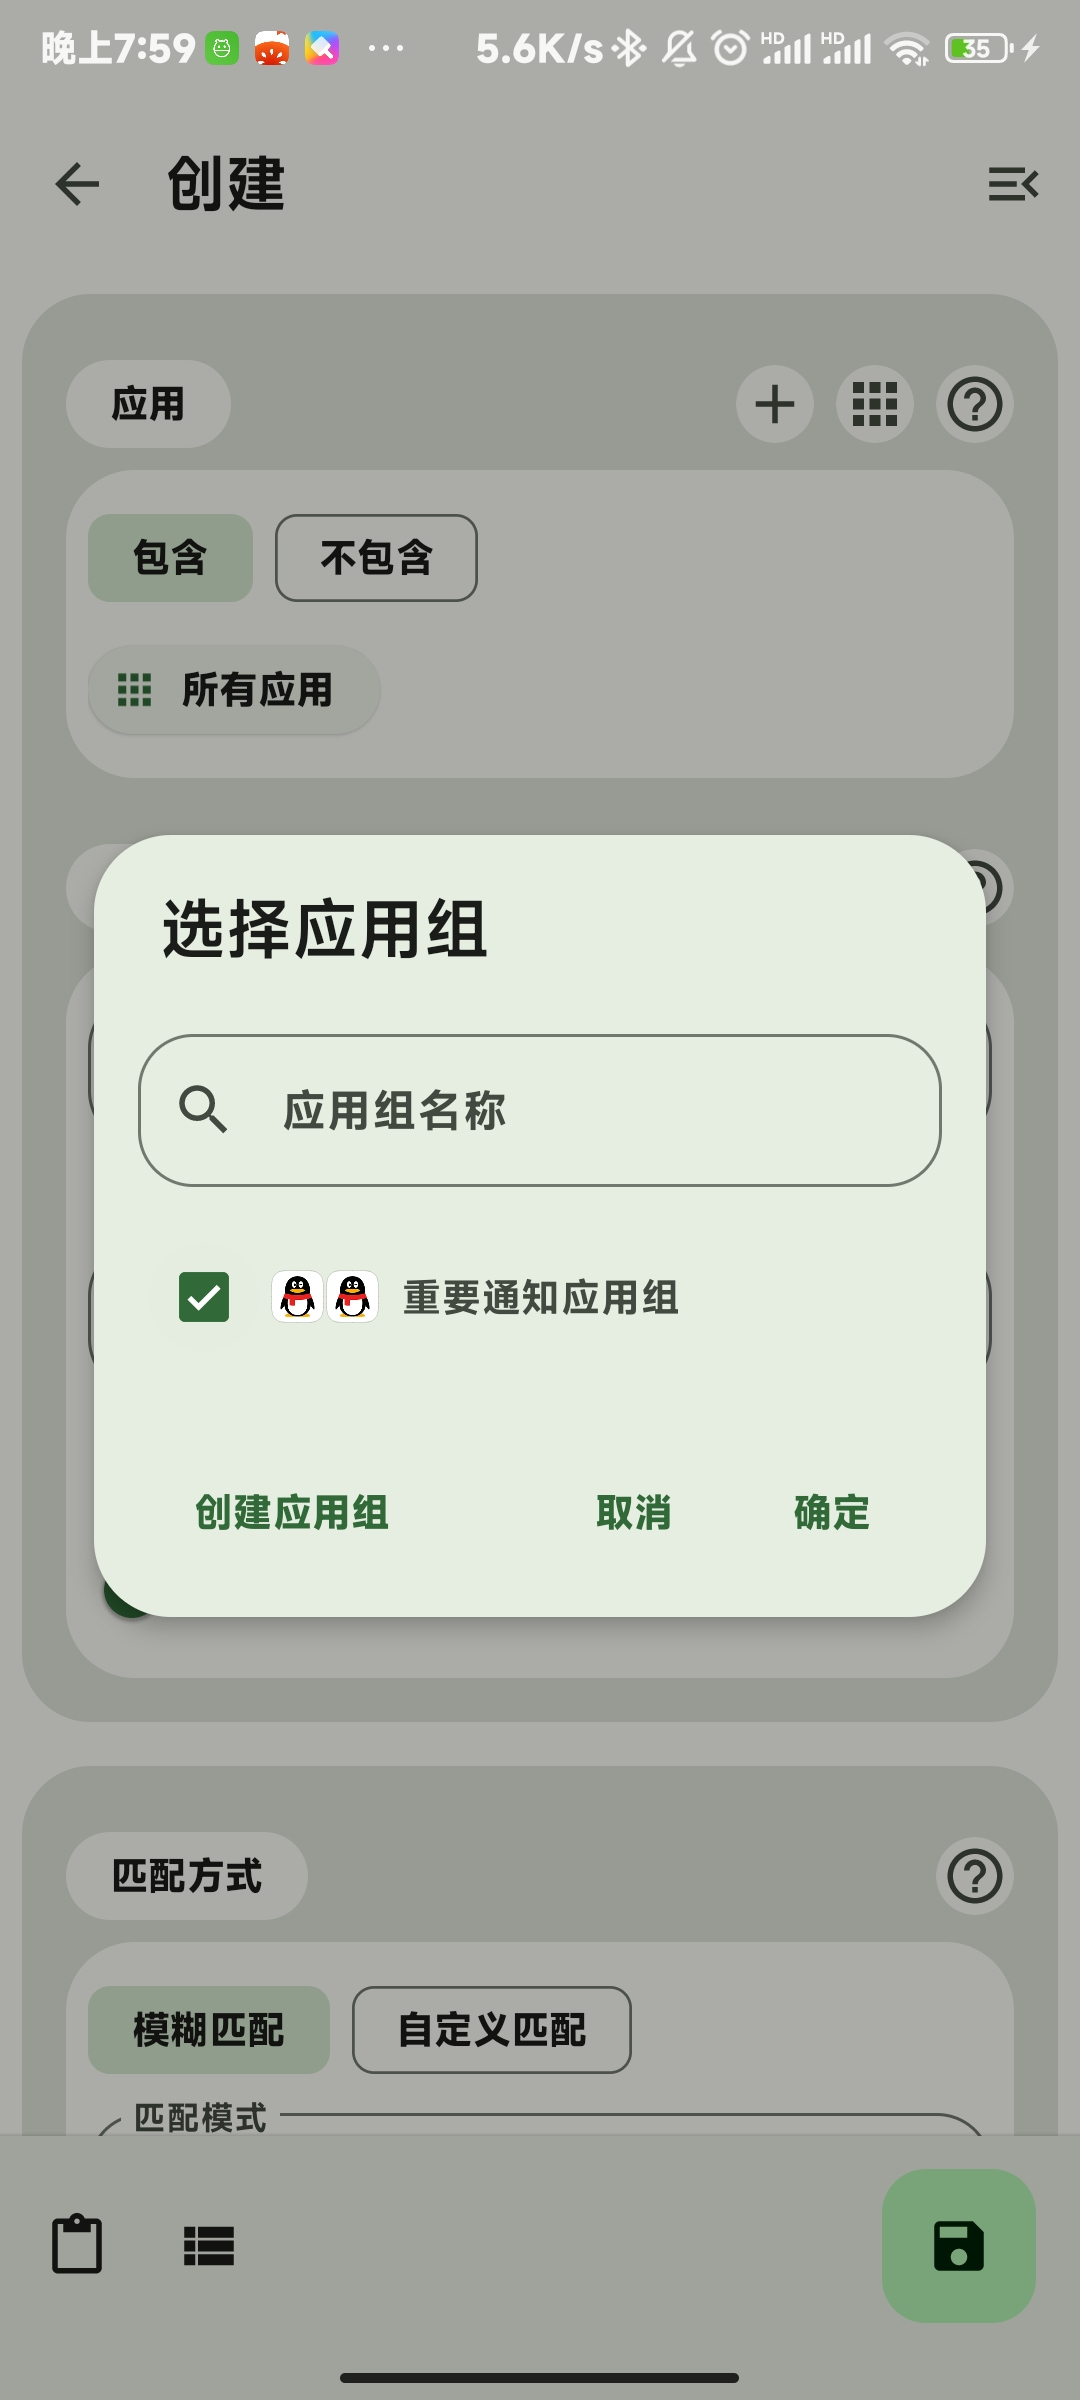 晚上7:59
5.6K/s
HD
HD
35
创建
应用
包含
不包含
所有应用
选择应用组
应用组名称
重要通知应用组
创建应用组
取消
确定
匹配方式
模糊匹配
自定义匹配
匹配模式